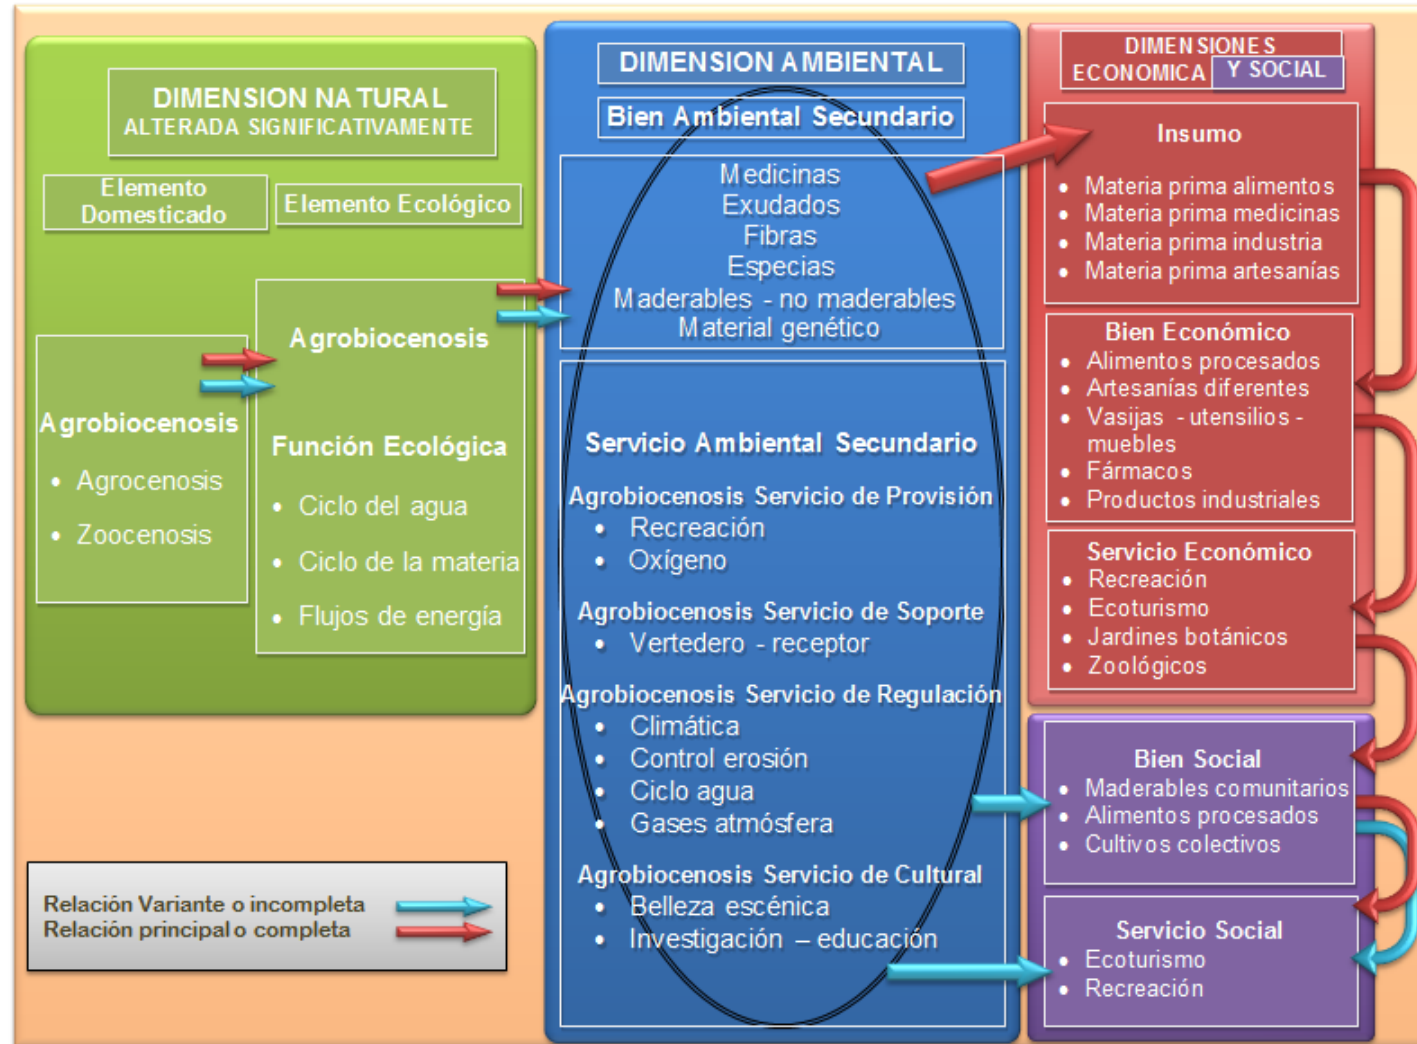 DIMENSION NATURAL
ALTERADA SIGNIFICATIVAMENTE
Elemento
Domesticado
Elemento Ecológico
Agrobiocenosis
• Agrocenosis
• Zoocenosis
Agrobiocenosis
Función Ecológica
• Ciclo del agua
• Ciclo de la materia
• Flujos de energía
Relación Variante o incompleta
Relación principal o completa
DIMENSION AMBIENTAL
Bien Ambiental Secundario
Medicinas
Exudados
Fibras
Especias
Maderables - no maderables
Material genético
Servicio Ambiental Secundario
Agrobiocenosis Servicio de Provisión
• Recreación
• Oxígeno
Agrobiocenosis Servicio de Soporte
• Vertedero - receptor
Agrobiocenosis Servicio de Regulación
• Climática
• Control erosión
• Ciclo agua
• Gases atmósfera
Agrobiocenosis Servicio de Cultural
• Belleza escénica
• Investigación – educación
DIMENSIONES
ECONOMICA Y SOCIAL
Insumo
• Materia prima alimentos
• Materia prima medicinas
• Materia prima industria
• Materia prima artesanías
Bien Económico
• Alimentos procesados
• Artesanías diferentes
• Vasijas - utensilios -
muebles
• Fármacos
• Productos industriales
Servicio Económico
• Recreación
• Ecoturismo
• Jardines botánicos
• Zoológicos
Bien Social
• Maderables comunitarios
• Alimentos procesados
• Cultivos colectivos
Servicio Social
• Ecoturismo
• Recreación